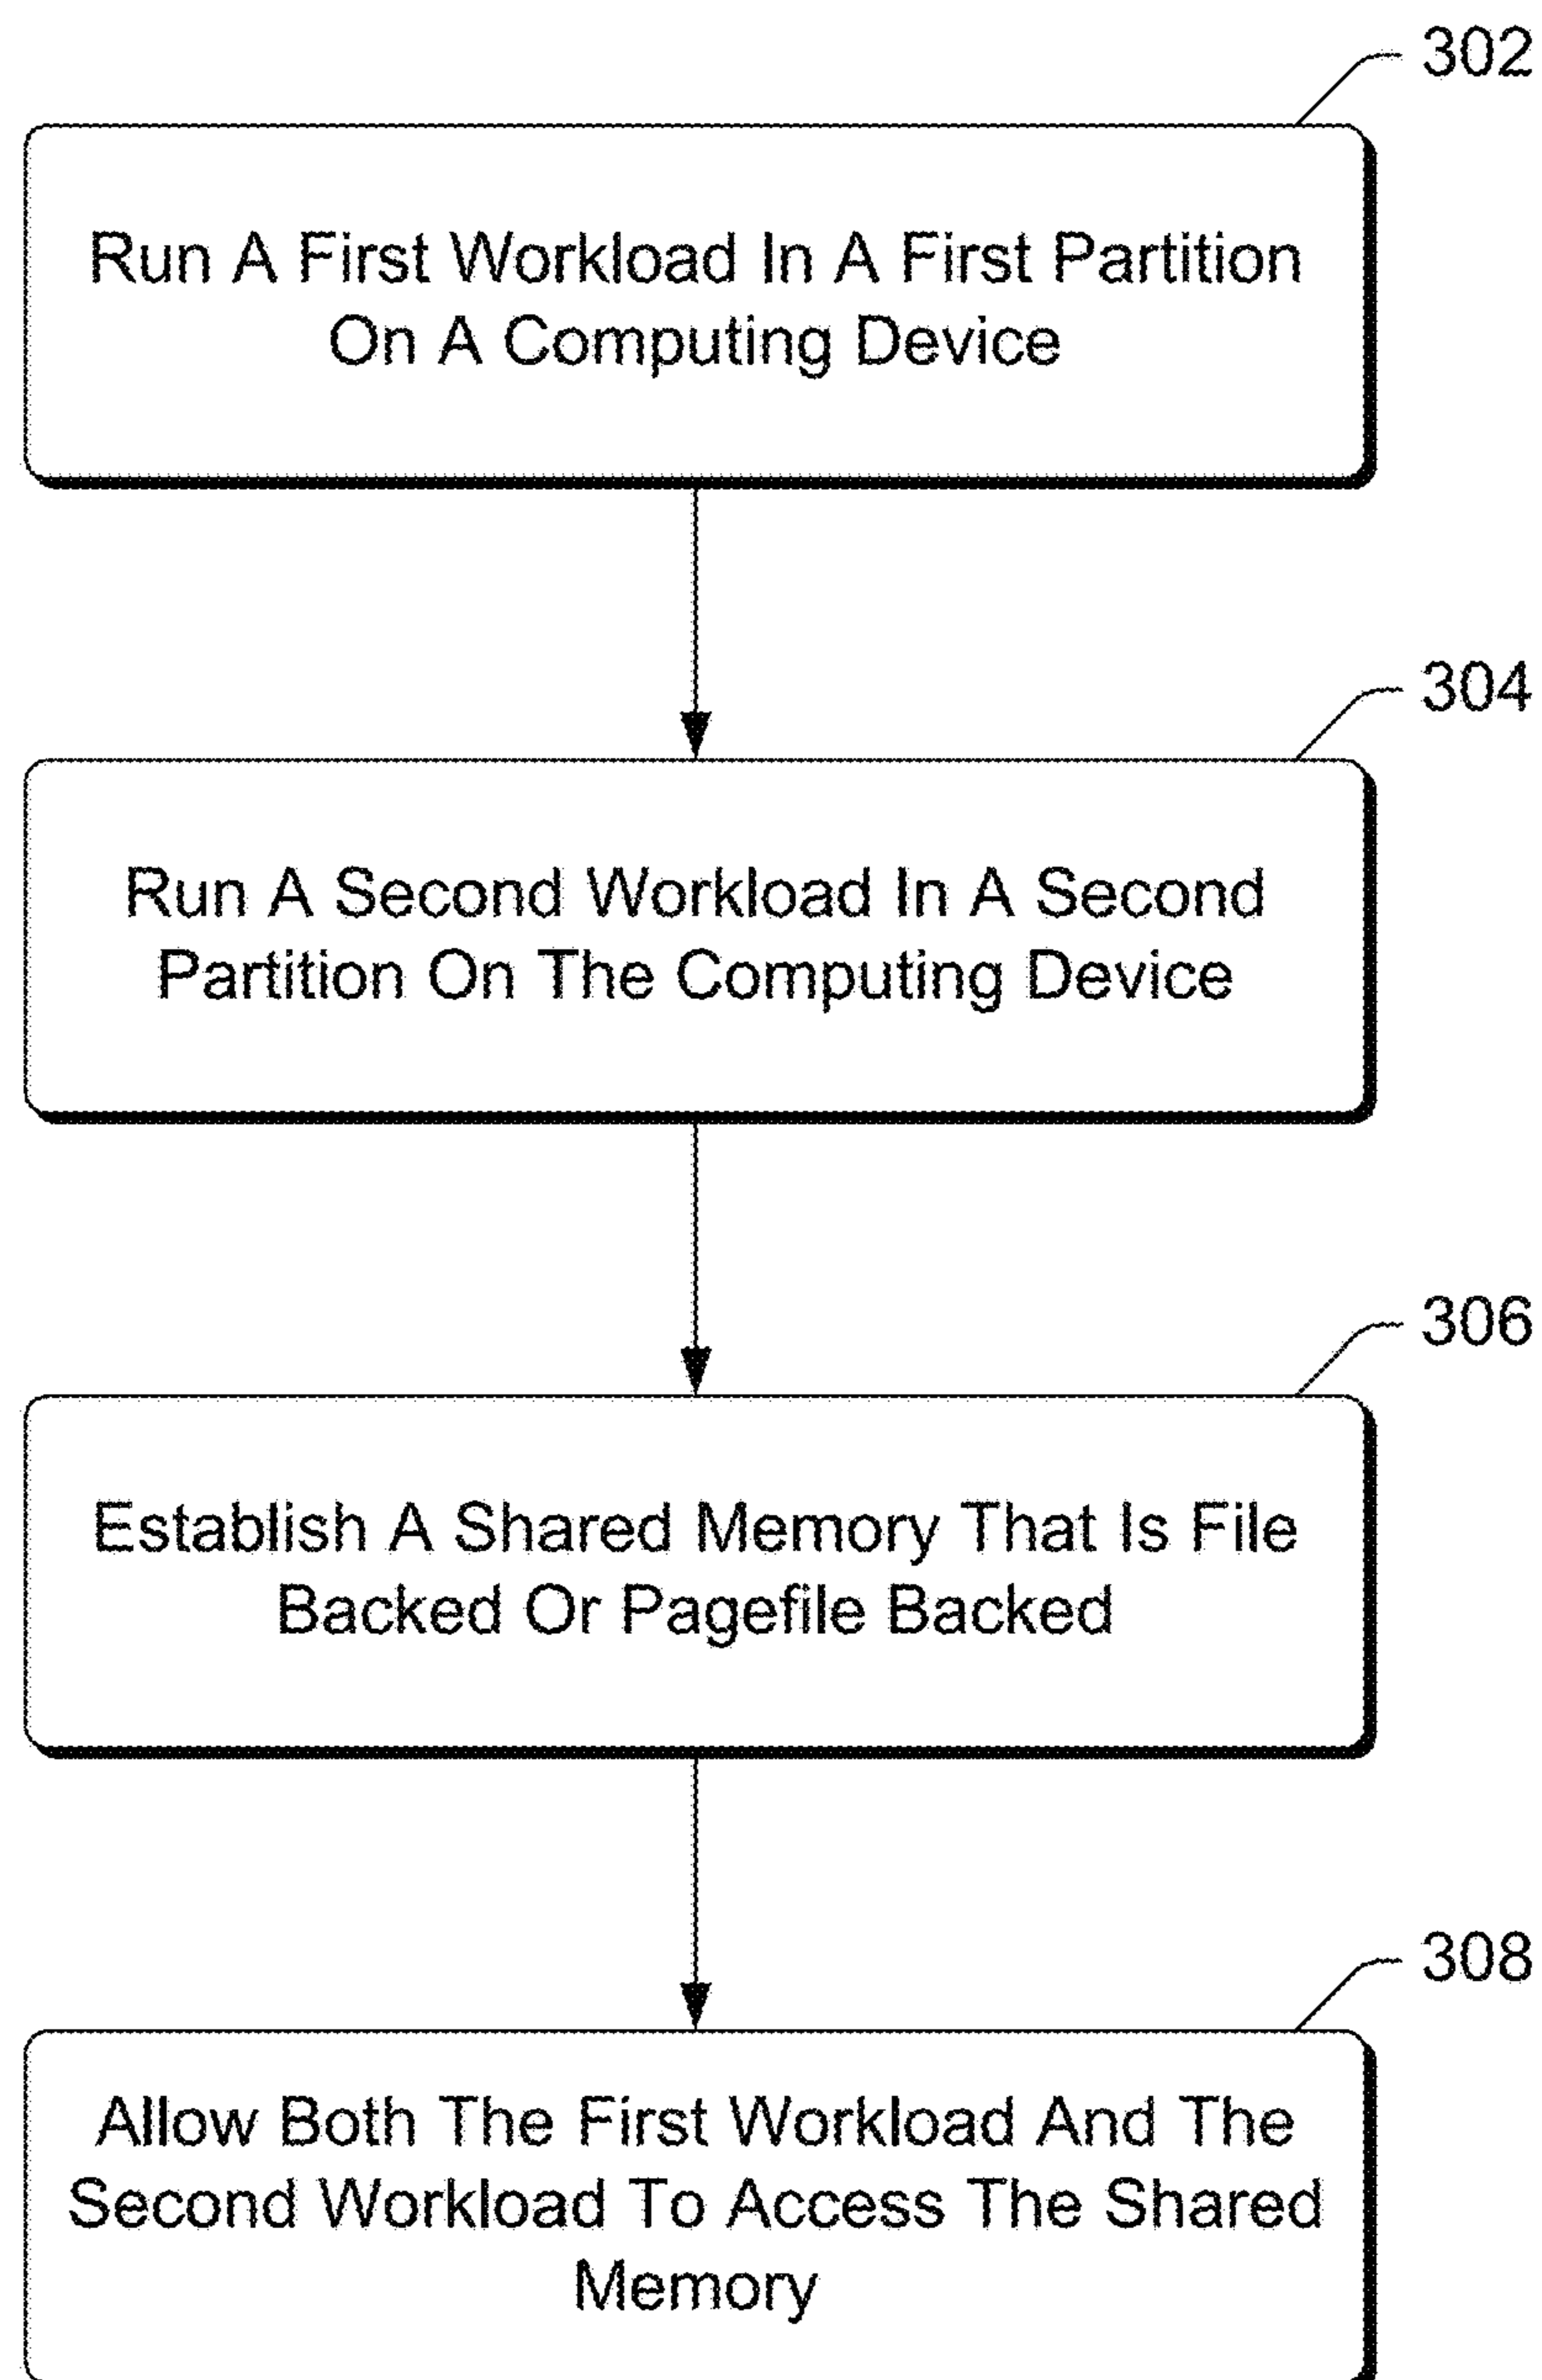 302
Run A First Workload In A First Partition
On A Computing Device
304
Run A Second Workload In A Second
Partition On The Computing Device
306
Establish A Shared Memory That Is File
Backed Or Pagefile Backed
308
Allow Both The First Workload And The
Second Workload To Access The Shared
Memory